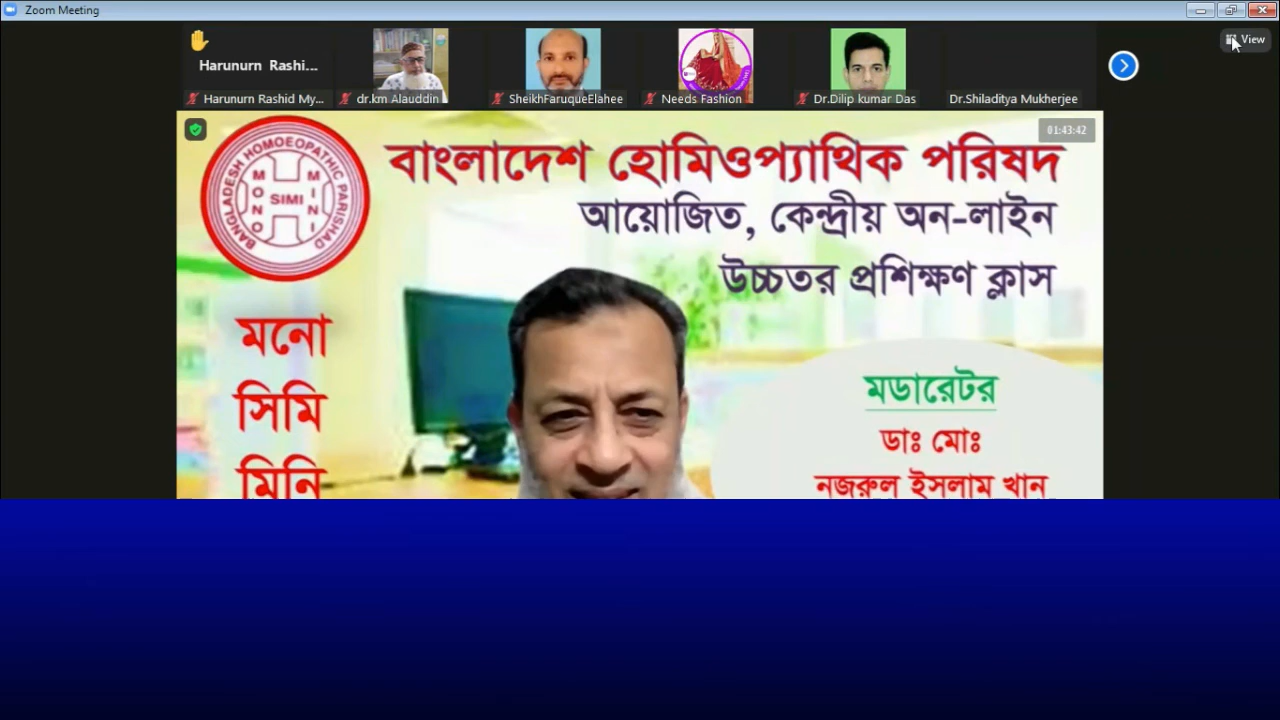 Zoom Meeting
View
Harunurn Rashi...
Harunurn Rashid My...
dr.km Alauddin
SheikhFaruqueElahee
Needs Fashion
Dr.Dilip kumar Das
Dr.Shiladitya Mukherjee
01:43:42
BANGLADESH HOMOEOPATHIC PARISHAD
MONO
SIMI
MINI
বাংলাদেশ হোমিওপ্যাথিক পরিষদ
আয়োজিত, কেন্দ্রীয় অন-লাইন
উচ্চতর প্রশিক্ষণ ক্লাস
মনো
সিমি
মিনি
মডারেটর
ডাঃ মোঃ
নজরুল ইসলাম খান